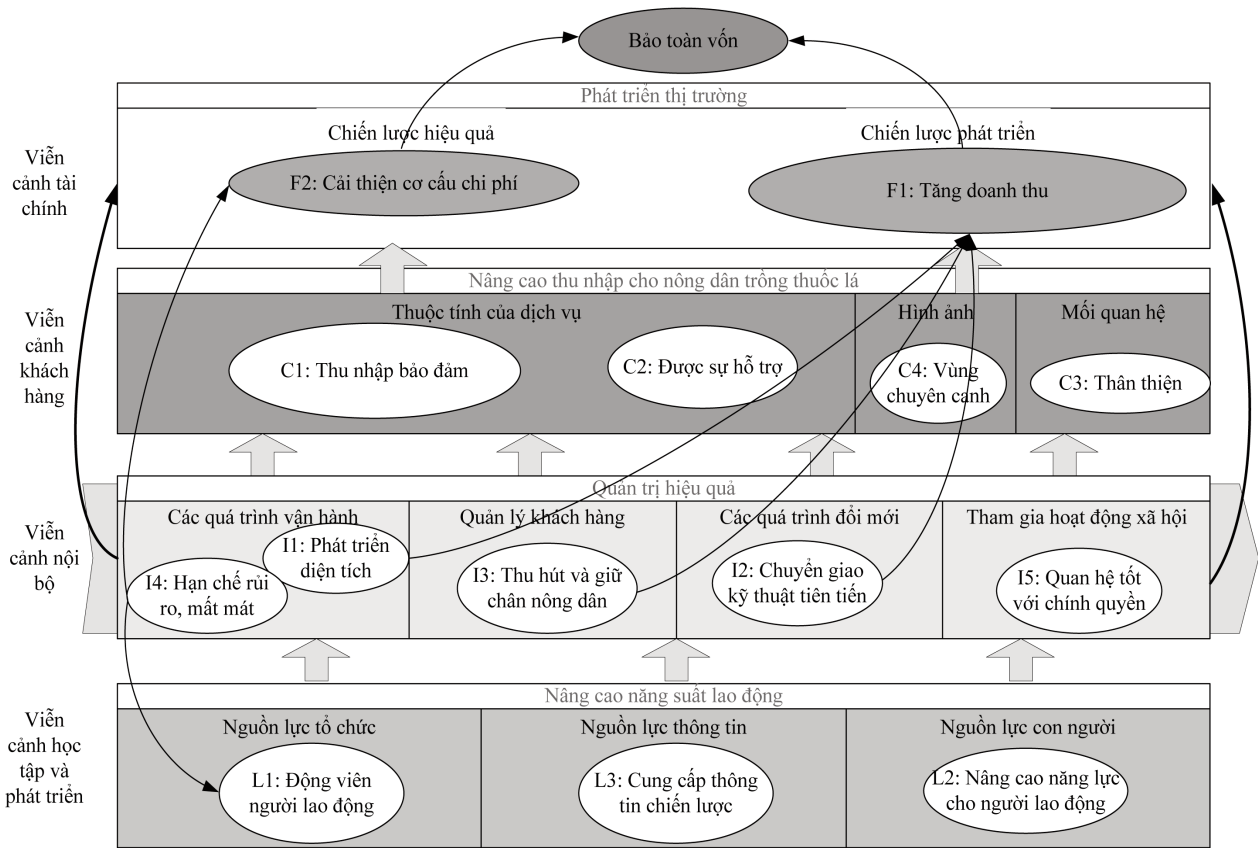 Bảo toàn vốn
Phát triển thị trường
Viễn
cảnh tài
chính
Chiến lược hiệu quả
Chiến lược phát triển
F2: Cải thiện cơ cấu chi phí
F1: Tăng doanh thu
Nâng cao thu nhập cho nông dân trồng thuốc lá
Viễn
cảnh
khách
hàng
Thuộc tính của dịch vụ
Hình ảnh
Mối quan hệ
C1: Thu nhập bảo đảm
C2: Được sự hỗ trợ
C4: Vùng
chuyên canh
C3: Thân thiện
Quản trị hiệu quả
Viễn
cảnh nội
bộ
Các quá trình vận hành
Quản lý khách hàng
Các quá trình đổi mới
Tham gia hoạt động xã hội
I1: Phát triển
diện tích
I4: Hạn chế rủi
ro, mất mát
I3: Thu hút và giữ
chân nông dân
I2: Chuyển giao
kỹ thuật tiên tiến
I5: Quan hệ tốt
với chính quyền
Nâng cao năng suất lao động
Viễn
cảnh học
tập và
phát triển
Nguồn lực tổ chức
Nguồn lực thông tin
Nguồn lực con người
L1: Động viên
người lao động
L3: Cung cấp thông
tin chiến lược
L2: Nâng cao năng lực
cho người lao động